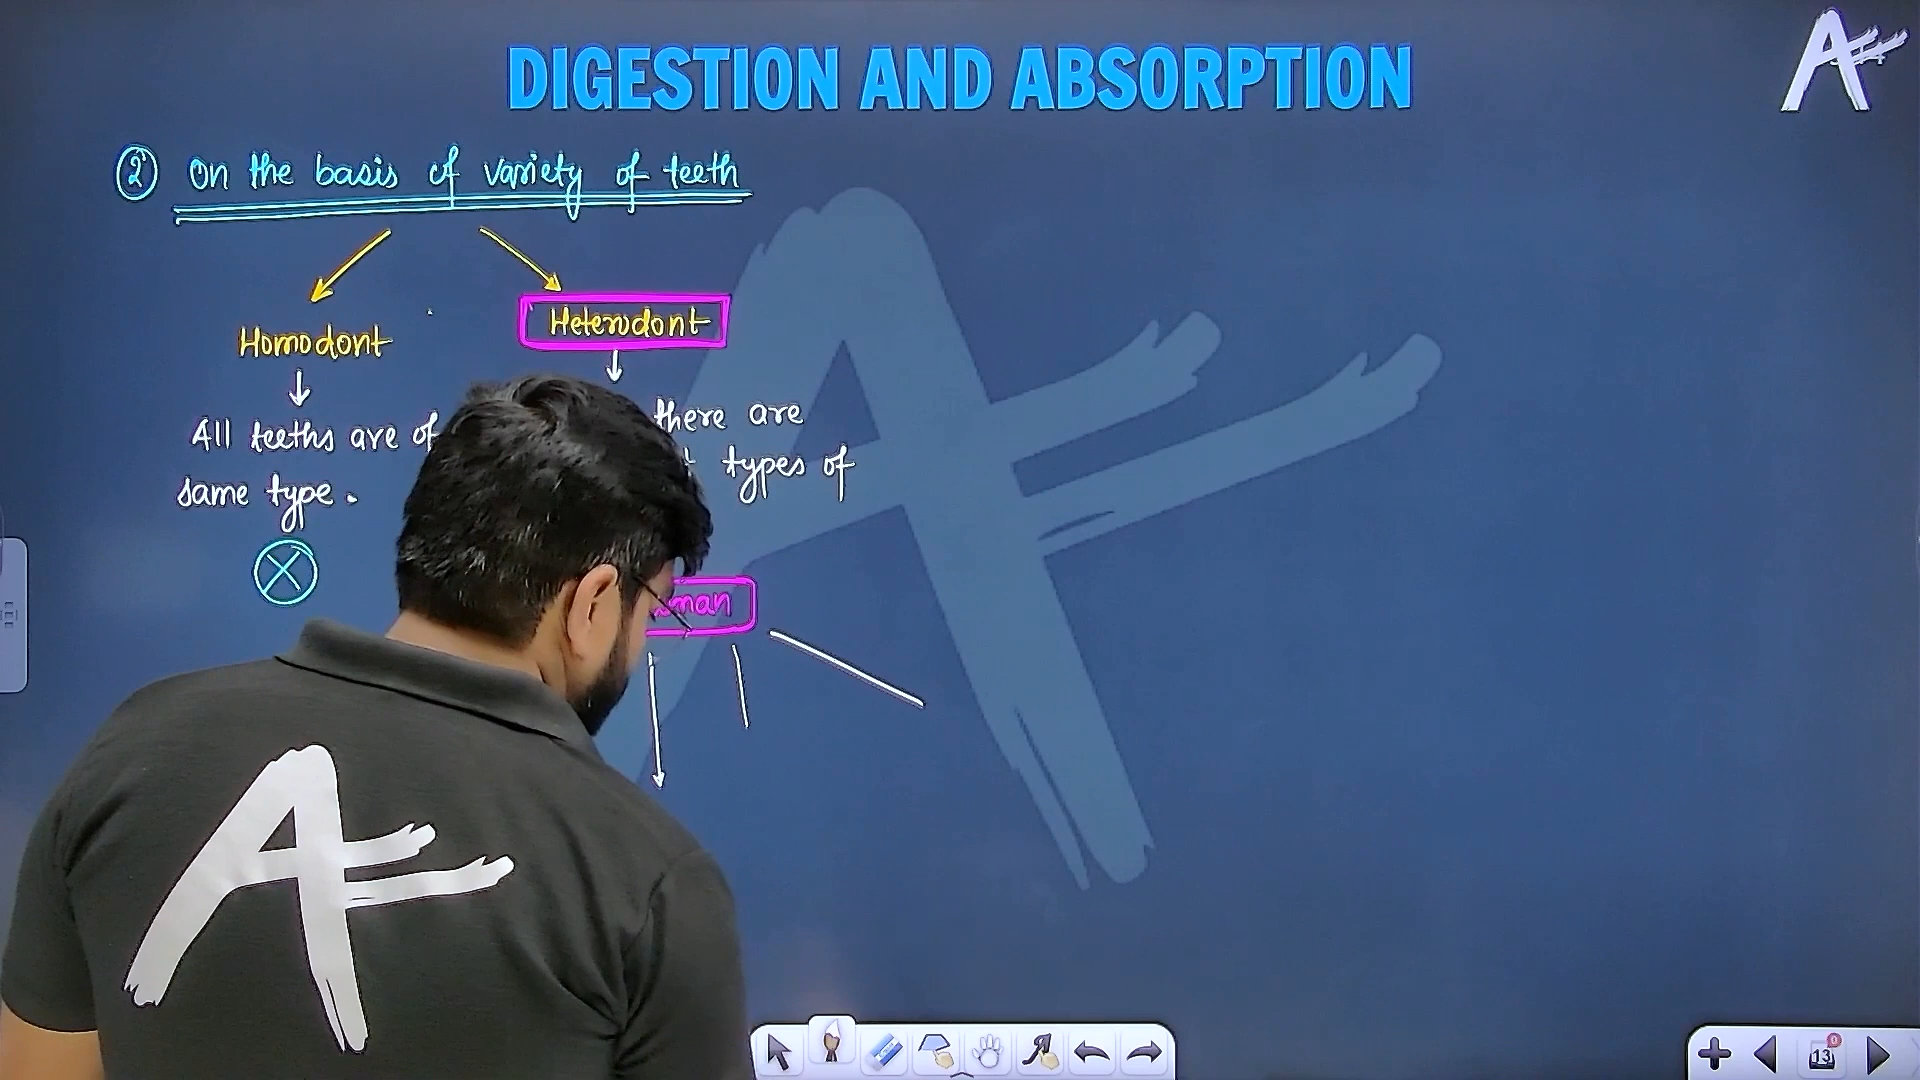 DIGESTION AND ABSORPTION
② On the basis of variety of teeth
Homodont
Heterodont
All teeths are of
same type.
there are
types of
13